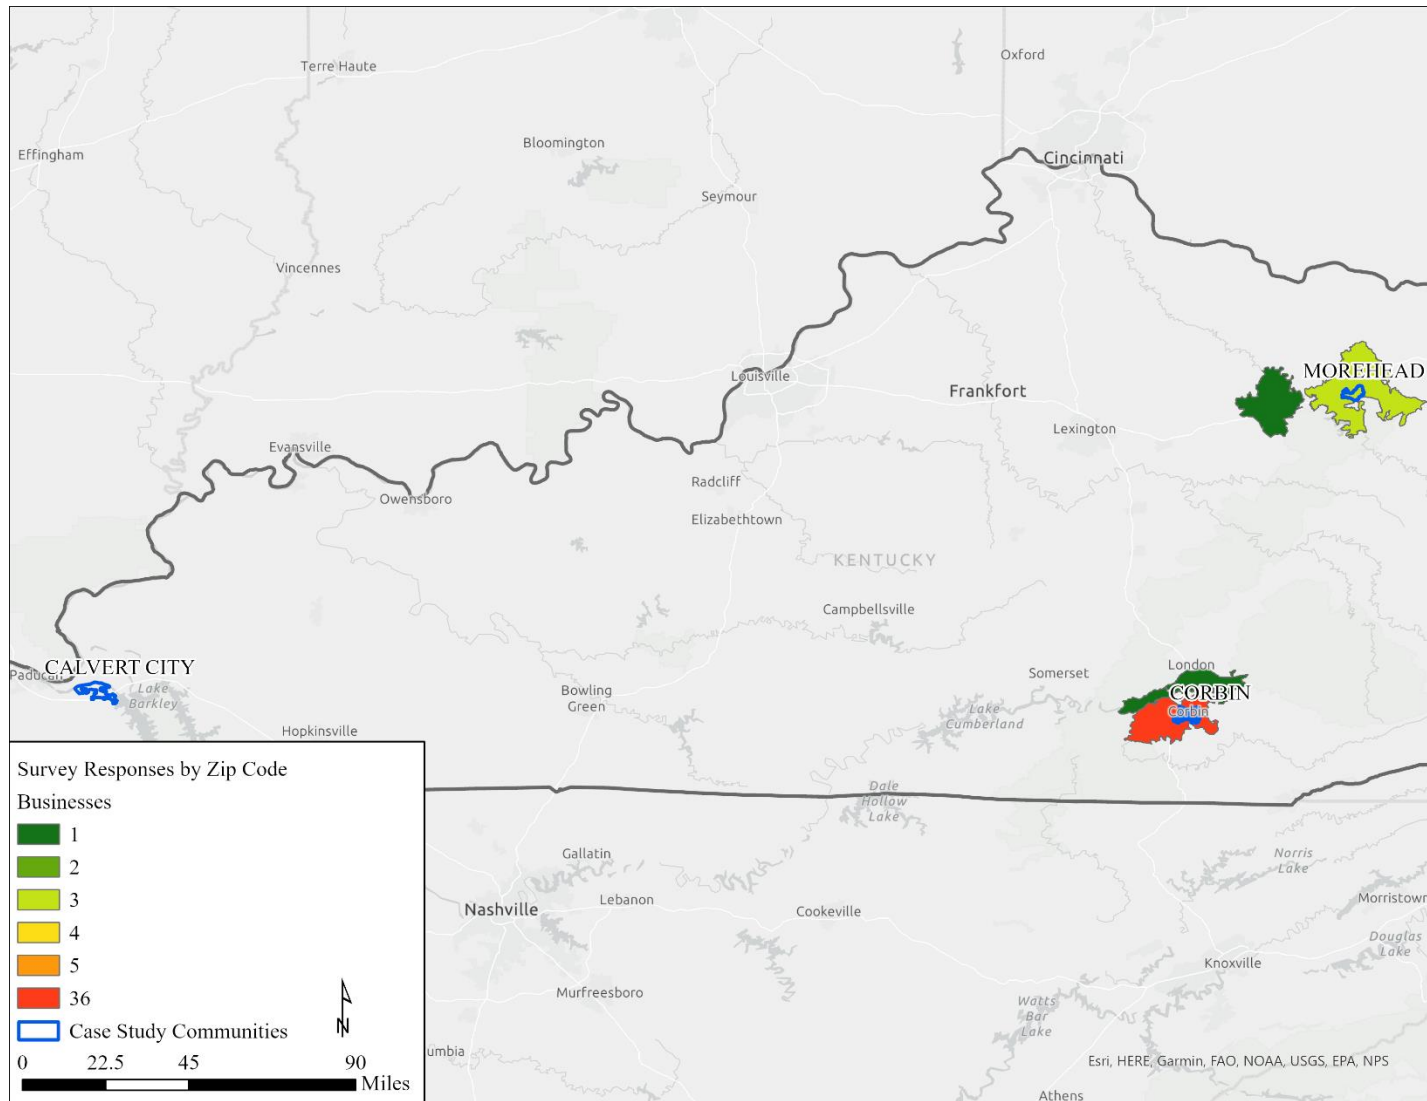 Oxford
Terre Haute
Bloomington
Effingham
Cincinnati
Seymour
Vincennes
MOREHEAD
Louisville
Frankfort
Lexington
Evansville
Radcliff
Owensboro
Elizabethtown
KENTUCKY
Campbellsville
CALVERT CITY
London
Paducah
Somerset
Lake
Barkley
Bowling
Green
CORBIN
Corbin
Lake
Cumberland
Hopkinsville
Survey Responses by Zip Code
Businesses
1
2
3
4
5
36
Case Study Communities
N
0 22.5 45 90
Miles
Dale
Hollow
Lake
Gallatin
Norris
Lake
Lebanon
Morristown
Nashville
Cookeville
Douglas
Lake
Knoxville
Murfreesboro
Watts
Bar
Lake
umbia
Esri, HERE, Garmin, FAO, NOAA, USGS, EPA, NPS
Athens